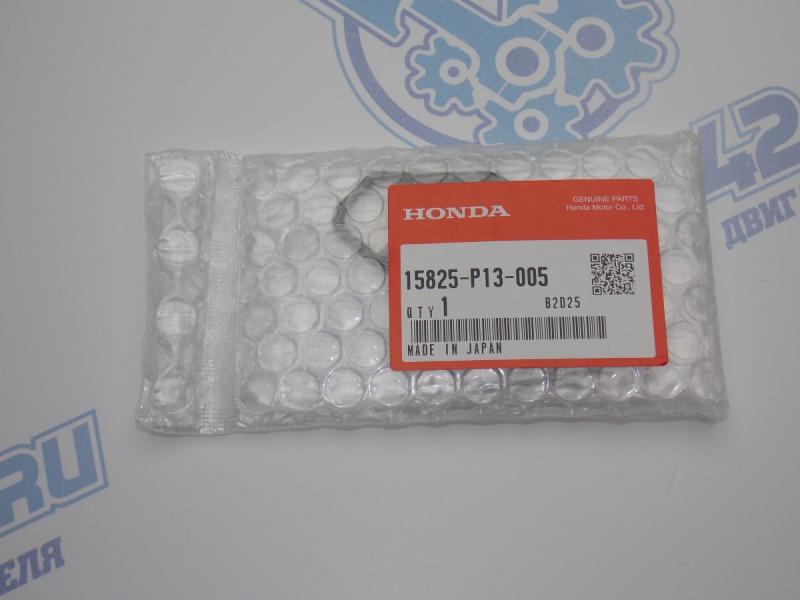 42
ДВИГ
HONDA
GENUINE PARTS
Honda Motor Co., Ltd.
15825-P13-005
QTY 1
B2D25
MADE IN JAPAN
.RU
ЕЛЯ